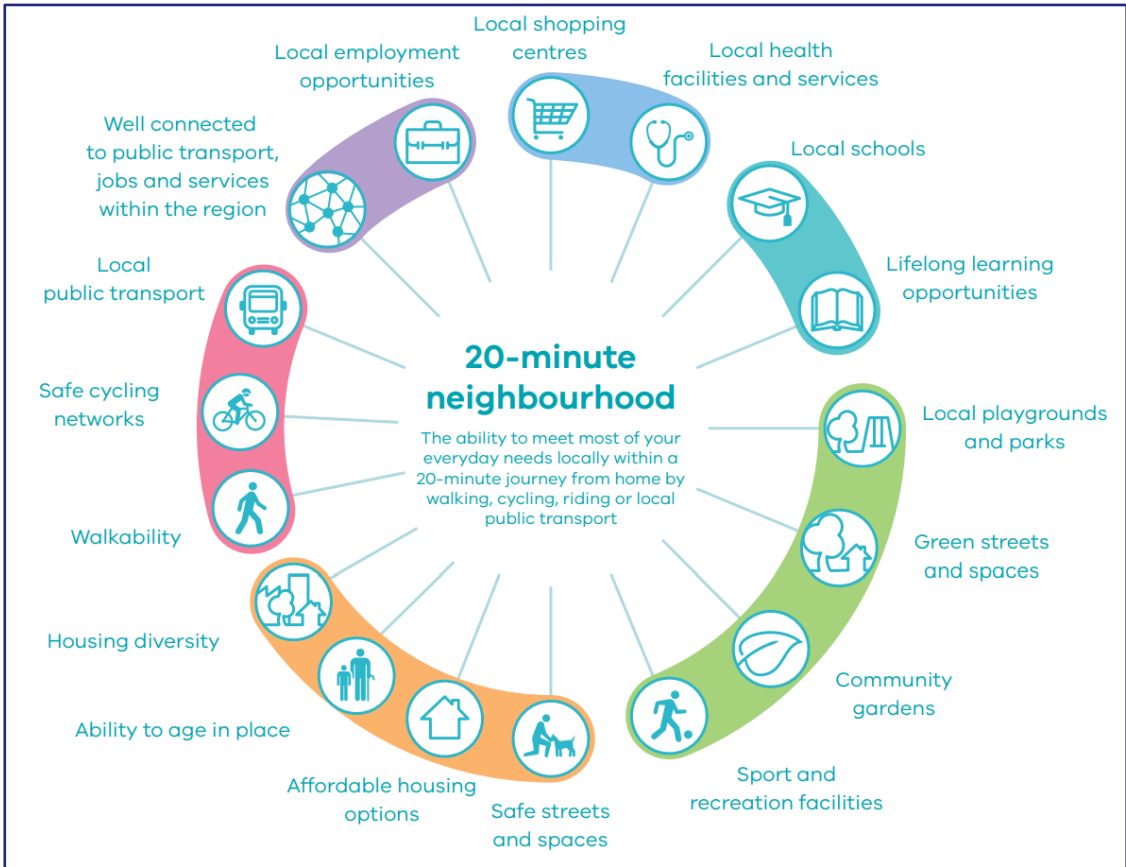 Local shopping
centres
Local health
facilities and services
Local schools
Lifelong learning
opportunities
Local playgrounds
and parks
Green streets
and spaces
Community
gardens
Sport and
recreation facilities
Safe streets
and spaces
Affordable housing
options
Ability to age in place
Housing diversity
Walkability
Safe cycling
networks
Local
public transport
Well connected
to public transport,
jobs and services
within the region
Local employment
opportunities
20-minute
neighbourhood
The ability to meet most of your
everyday needs locally within a
20-minute journey from home by
walking, cycling, riding or local
public transport